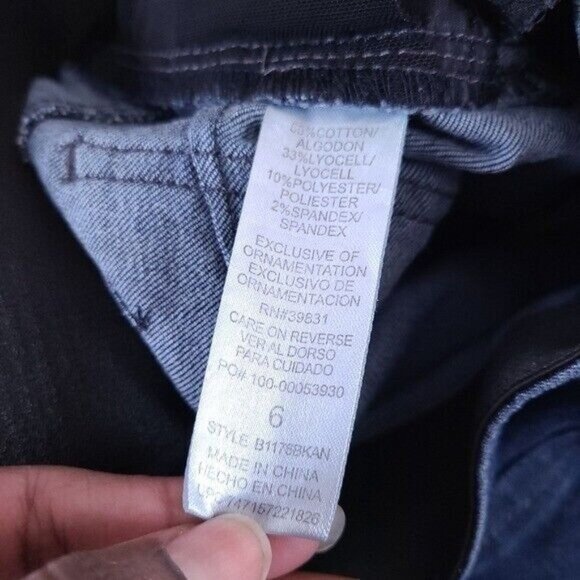 55%COTTON/
ALGODON
33%LYOCELL/
LYOCELL
10%POLYESTER/
POLIESTER
2%SPANDEX/
SPANDEX
EXCLUSIVE OF
ORNAMENTATION
EXCLUSIVO DE
ORNAMENTACION
RN#39831
CARE ON REVERSE
VER AL DORSO
PARA CUIDADO
PO# 100-00053930
6
STYLE B1178BKAN
MADE IN CHINA
HECHO EN CHINA